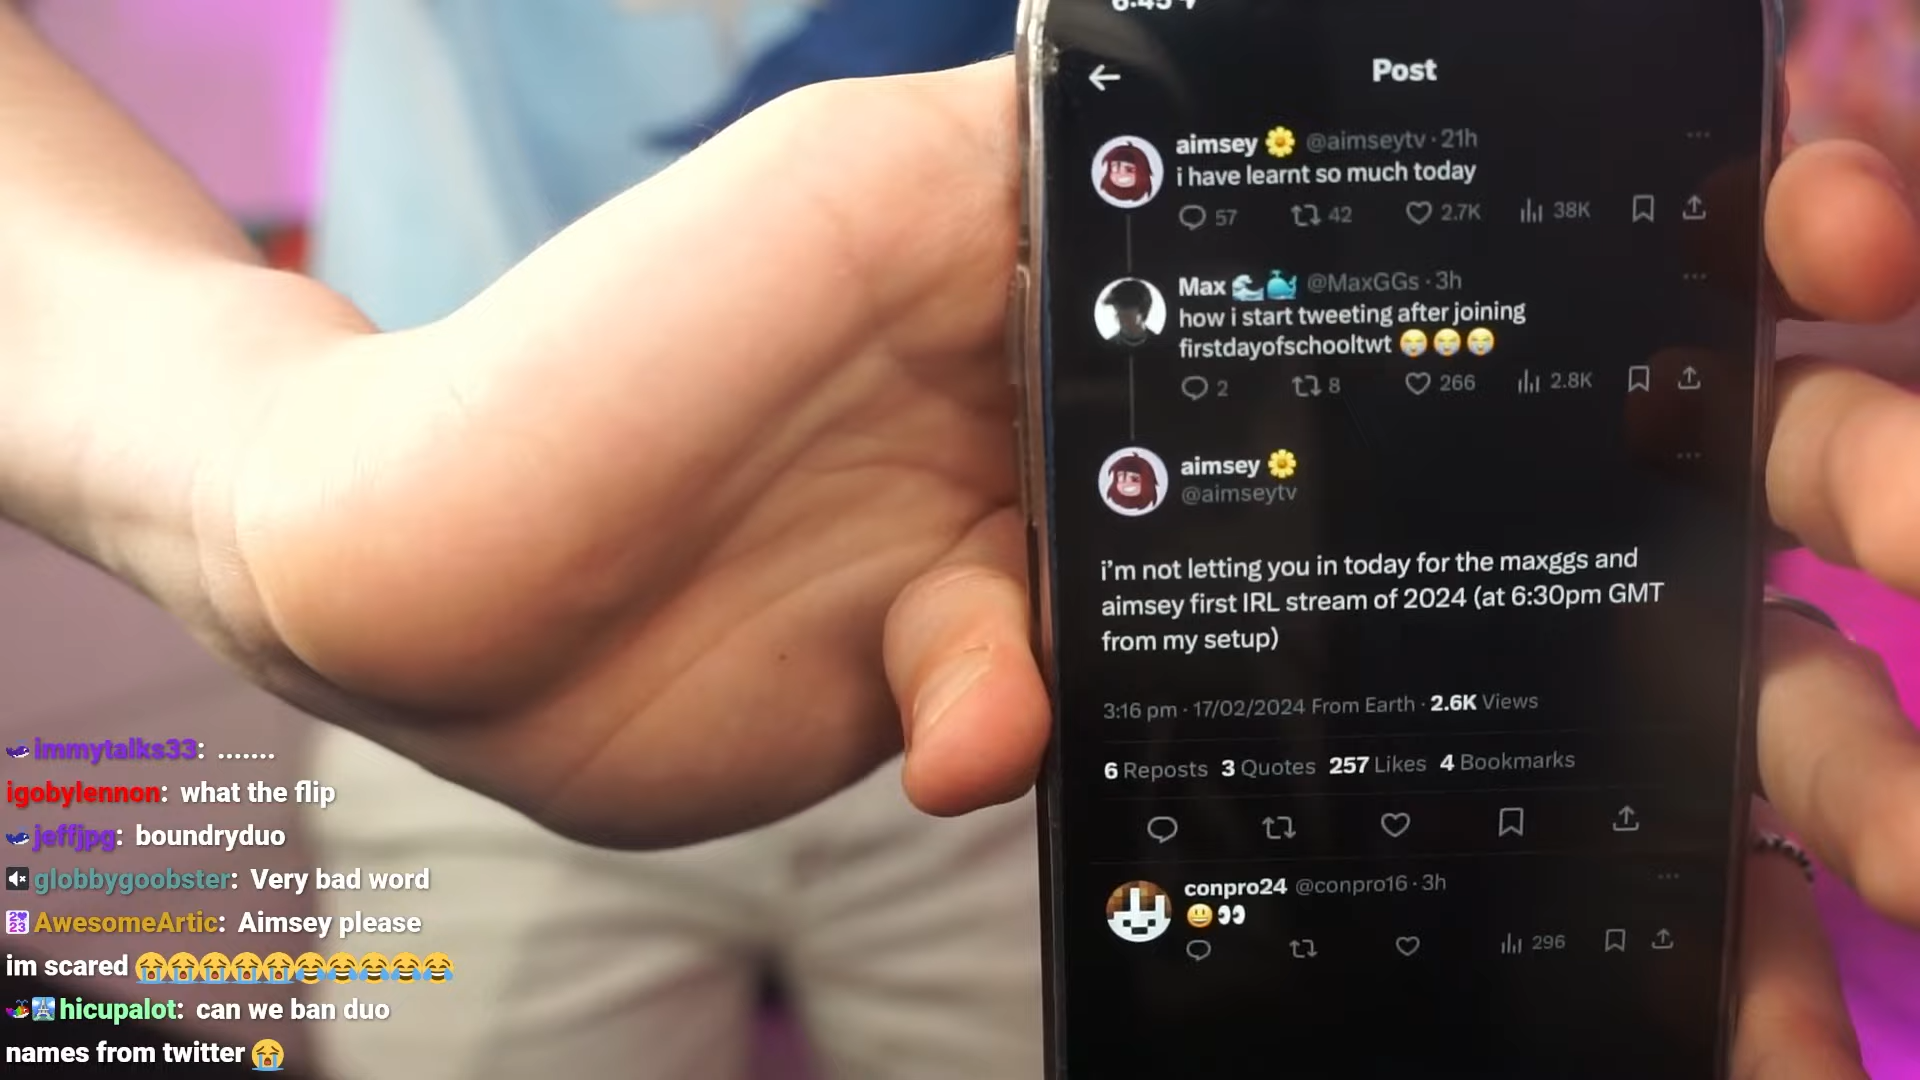 6:45
Post
aimsey 🌼 @aimseytv · 21h
i have learnt so much today
57 42 2.7K 38K
Max 🌊🐳 @MaxGGs · 3h
how i start tweeting after joining
firstdayofschooltwt 😭😭😭
2 8 266 2.8K
aimsey 🌼
@aimseytv
i'm not letting you in today for the maxggs and
aimsey first IRL stream of 2024 (at 6:30pm GMT
from my setup)
3:16 pm · 17/02/2024 From Earth · 2.6K Views
6 Reposts 3 Quotes 257 Likes 4 Bookmarks
conpro24 @conpro16 · 3h
😃👀
296
immytalks33: .......
igobylennon: what the flip
jeffjpg: boundryduo
globbygoobster: Very bad word
AwesomeArtic: Aimsey please
im scared 😭😭😭😭😭😂😂😂😂😂
hicupalot: can we ban duo
names from twitter 😭